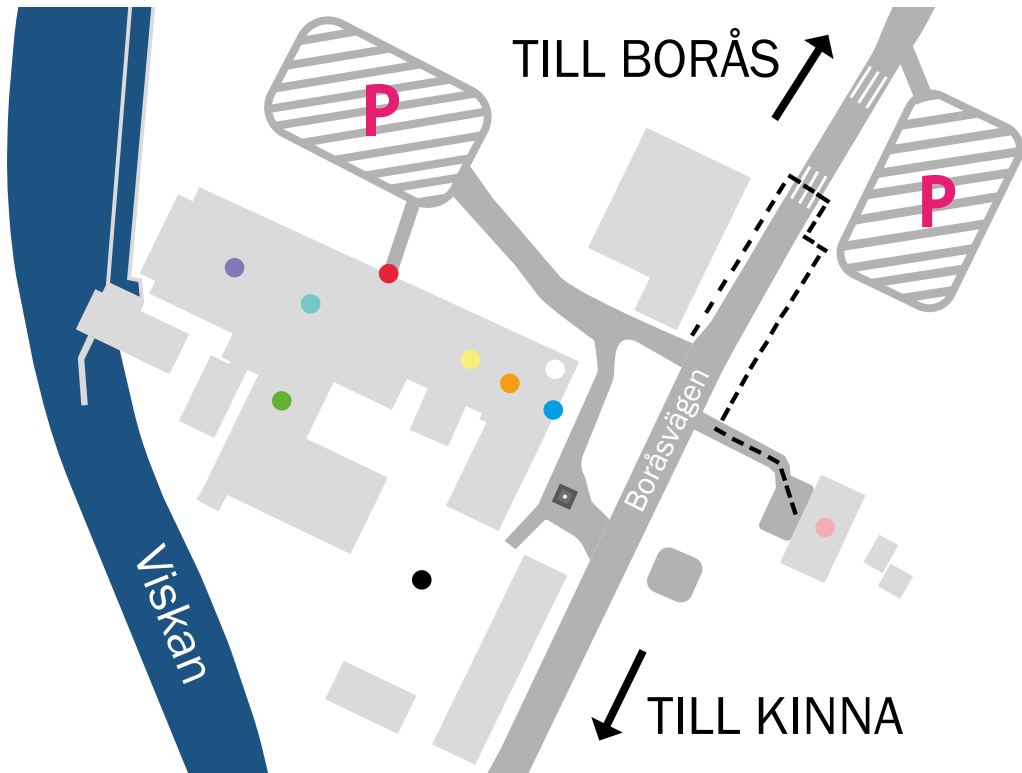 TILL BORÅS
P
P
Boråsvägen
Viskan
TILL KINNA